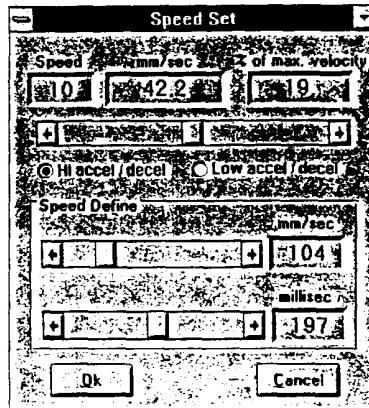 Speed Set
Speed mm/sec % of max. velocity
10 42.2 19
Hi accel / decel Low accel / decel
Speed Define
mm/sec
104
millisec
197
Ok Cancel